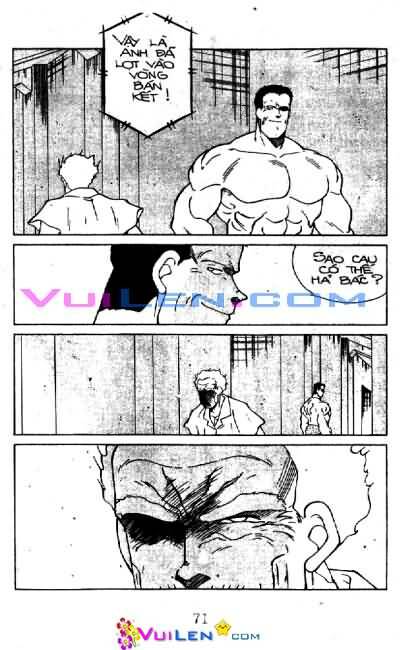 VẬY LÀ
ANH ĐÃ
LỌT VÀO
VÒNG
BÁN
KẾT!
SAO CẬU
CÓ THỂ
HẠ BÁC?
VUILEN.COM
71
VUILEN
.COM